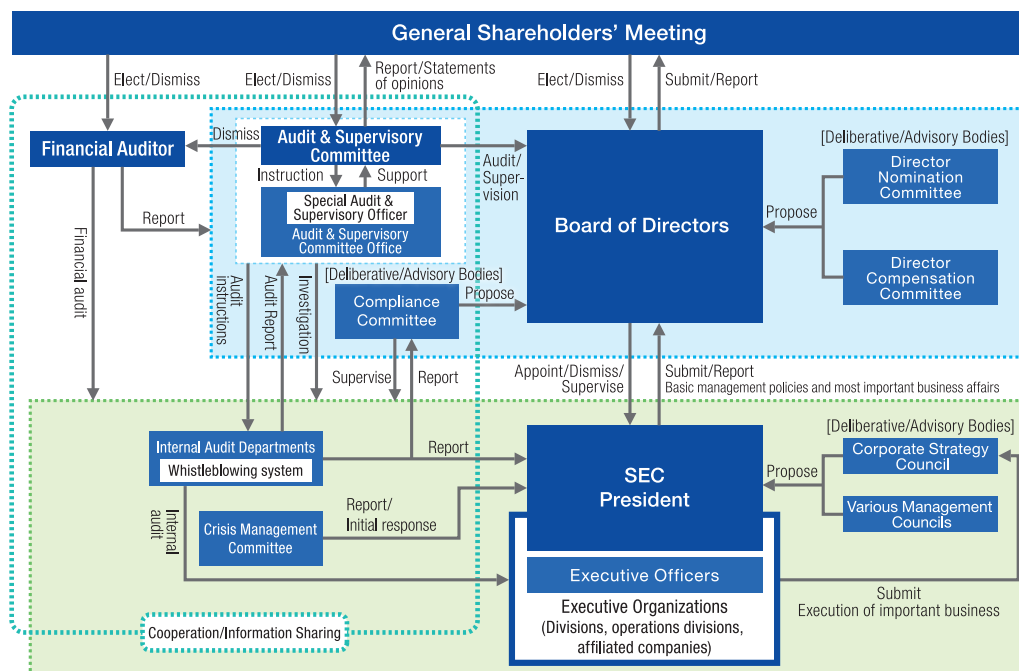 General Shareholders' Meeting
Elect/Dismiss
Elect/Dismiss
Report/Statements
of opinions
Elect/Dismiss
Submit/Report
Financial Auditor
Dismiss
Audit & Supervisory
Committee
Instruction
Support
Special Audit &
Supervisory Officer
Audit & Supervisory
Committee Office
Audit/
Super-
vision
Board of Directors
[Deliberative/Advisory Bodies]
Director
Nomination
Committee
Propose
Director
Compensation
Committee
Report
Financial audit
Audit
instructions
Audit Report
Investigation
[Deliberative/Advisory Bodies]
Compliance
Committee
Propose
Supervise
Report
Appoint/Dismiss/
Supervise
Submit/Report
Basic management policies and most important business affairs
Internal Audit Departments
Whistleblowing system
Report
SEC
President
[Deliberative/Advisory Bodies]
Corporate Strategy
Council
Propose
Various Management
Councils
Internal
audit
Crisis Management
Committee
Report/
Initial response
Executive Officers
Executive Organizations
(Divisions, operations divisions,
affiliated companies)
Submit
Execution of important business
Cooperation/Information Sharing